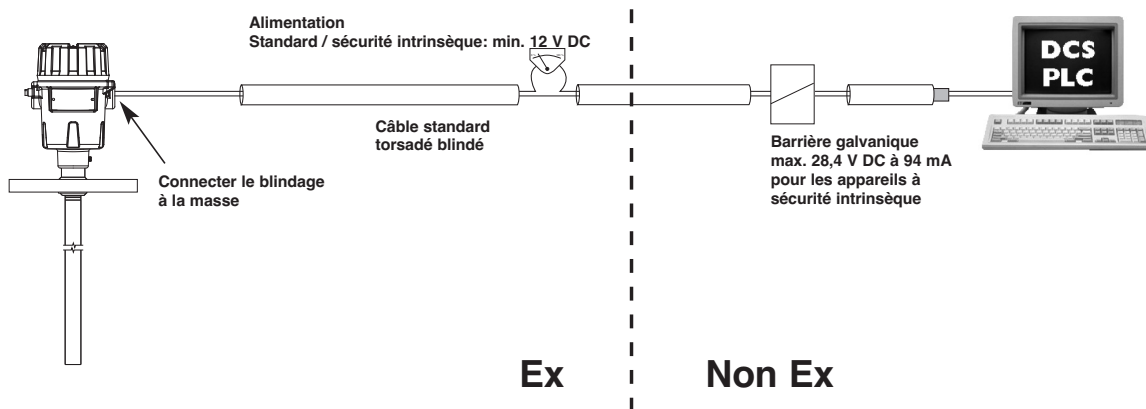 Alimentation
Standard / sécurité intrinsèque: min. 12 V DC
DCS
PLC
Câble standard
torsadé blindé
Barrière galvanique
max. 28,4 V DC à 94 mA
pour les appareils à
sécurité intrinsèque
Connecter le blindage
à la masse
Ex
Non Ex